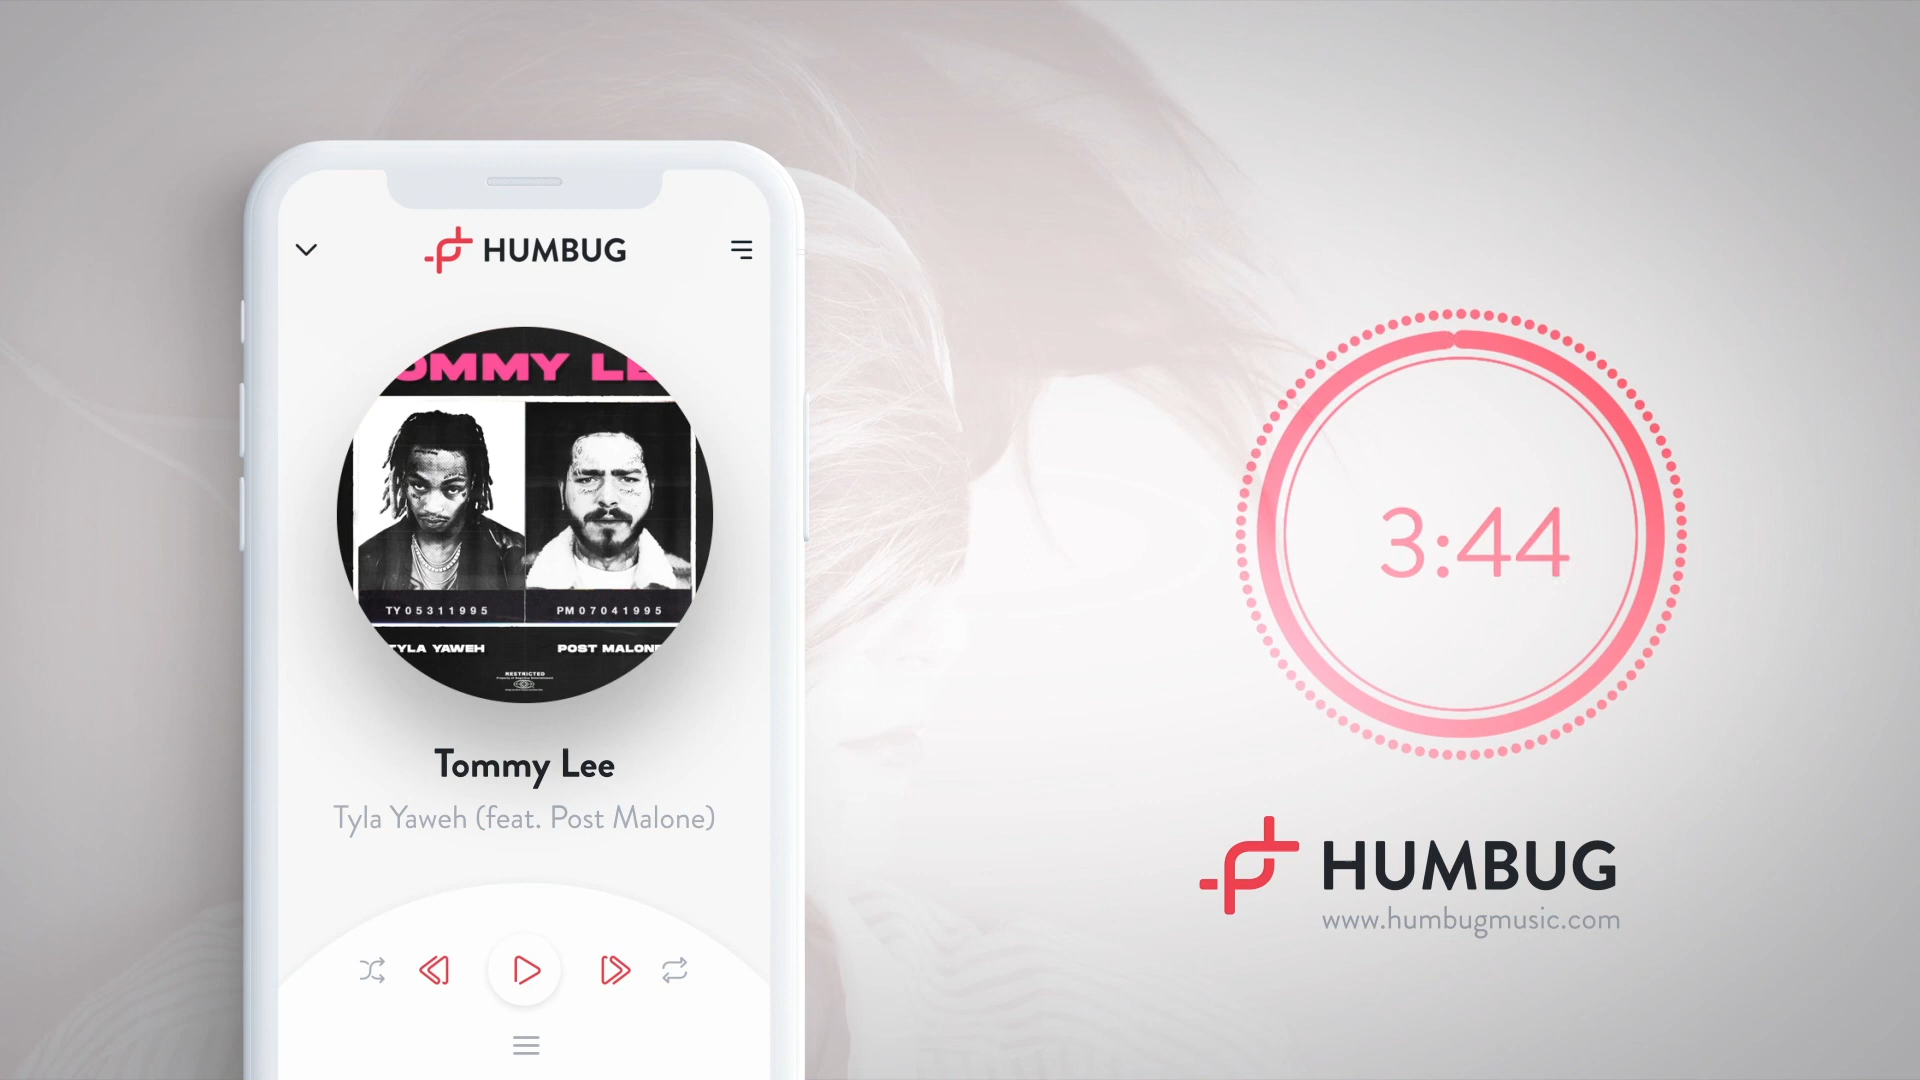 HUMBUG
OMMY LE
TY05311995
PM07041995
TYLA YAWEH
POST MALONE
RESTRICTED
Tommy Lee
Tyla Yaweh (feat. Post Malone)
3:44
HUMBUG
www.humbugmusic.com